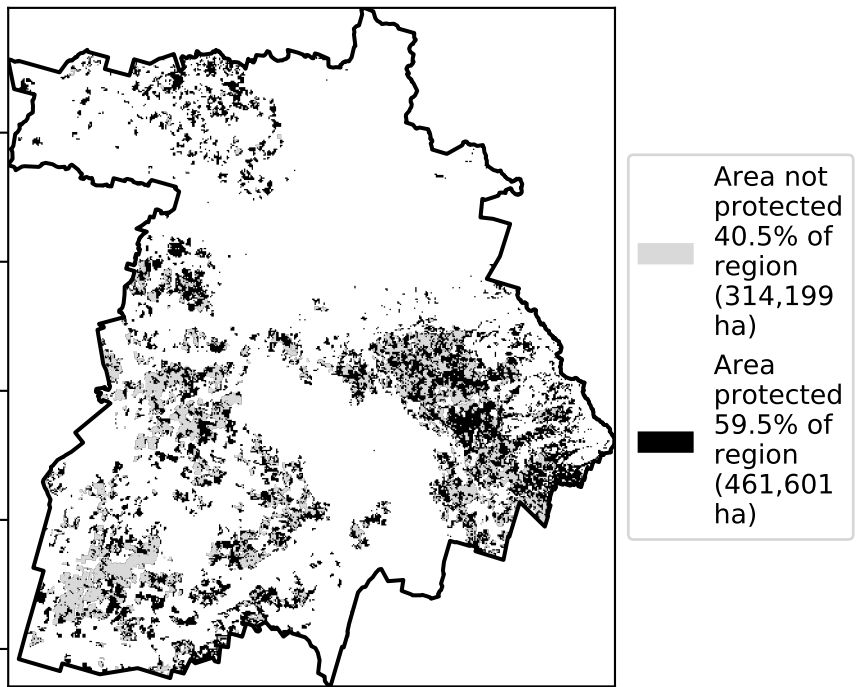 Area not
protected
40.5% of
region
(314,199
ha)
Area
protected
59.5% of
region
(461,601
ha)